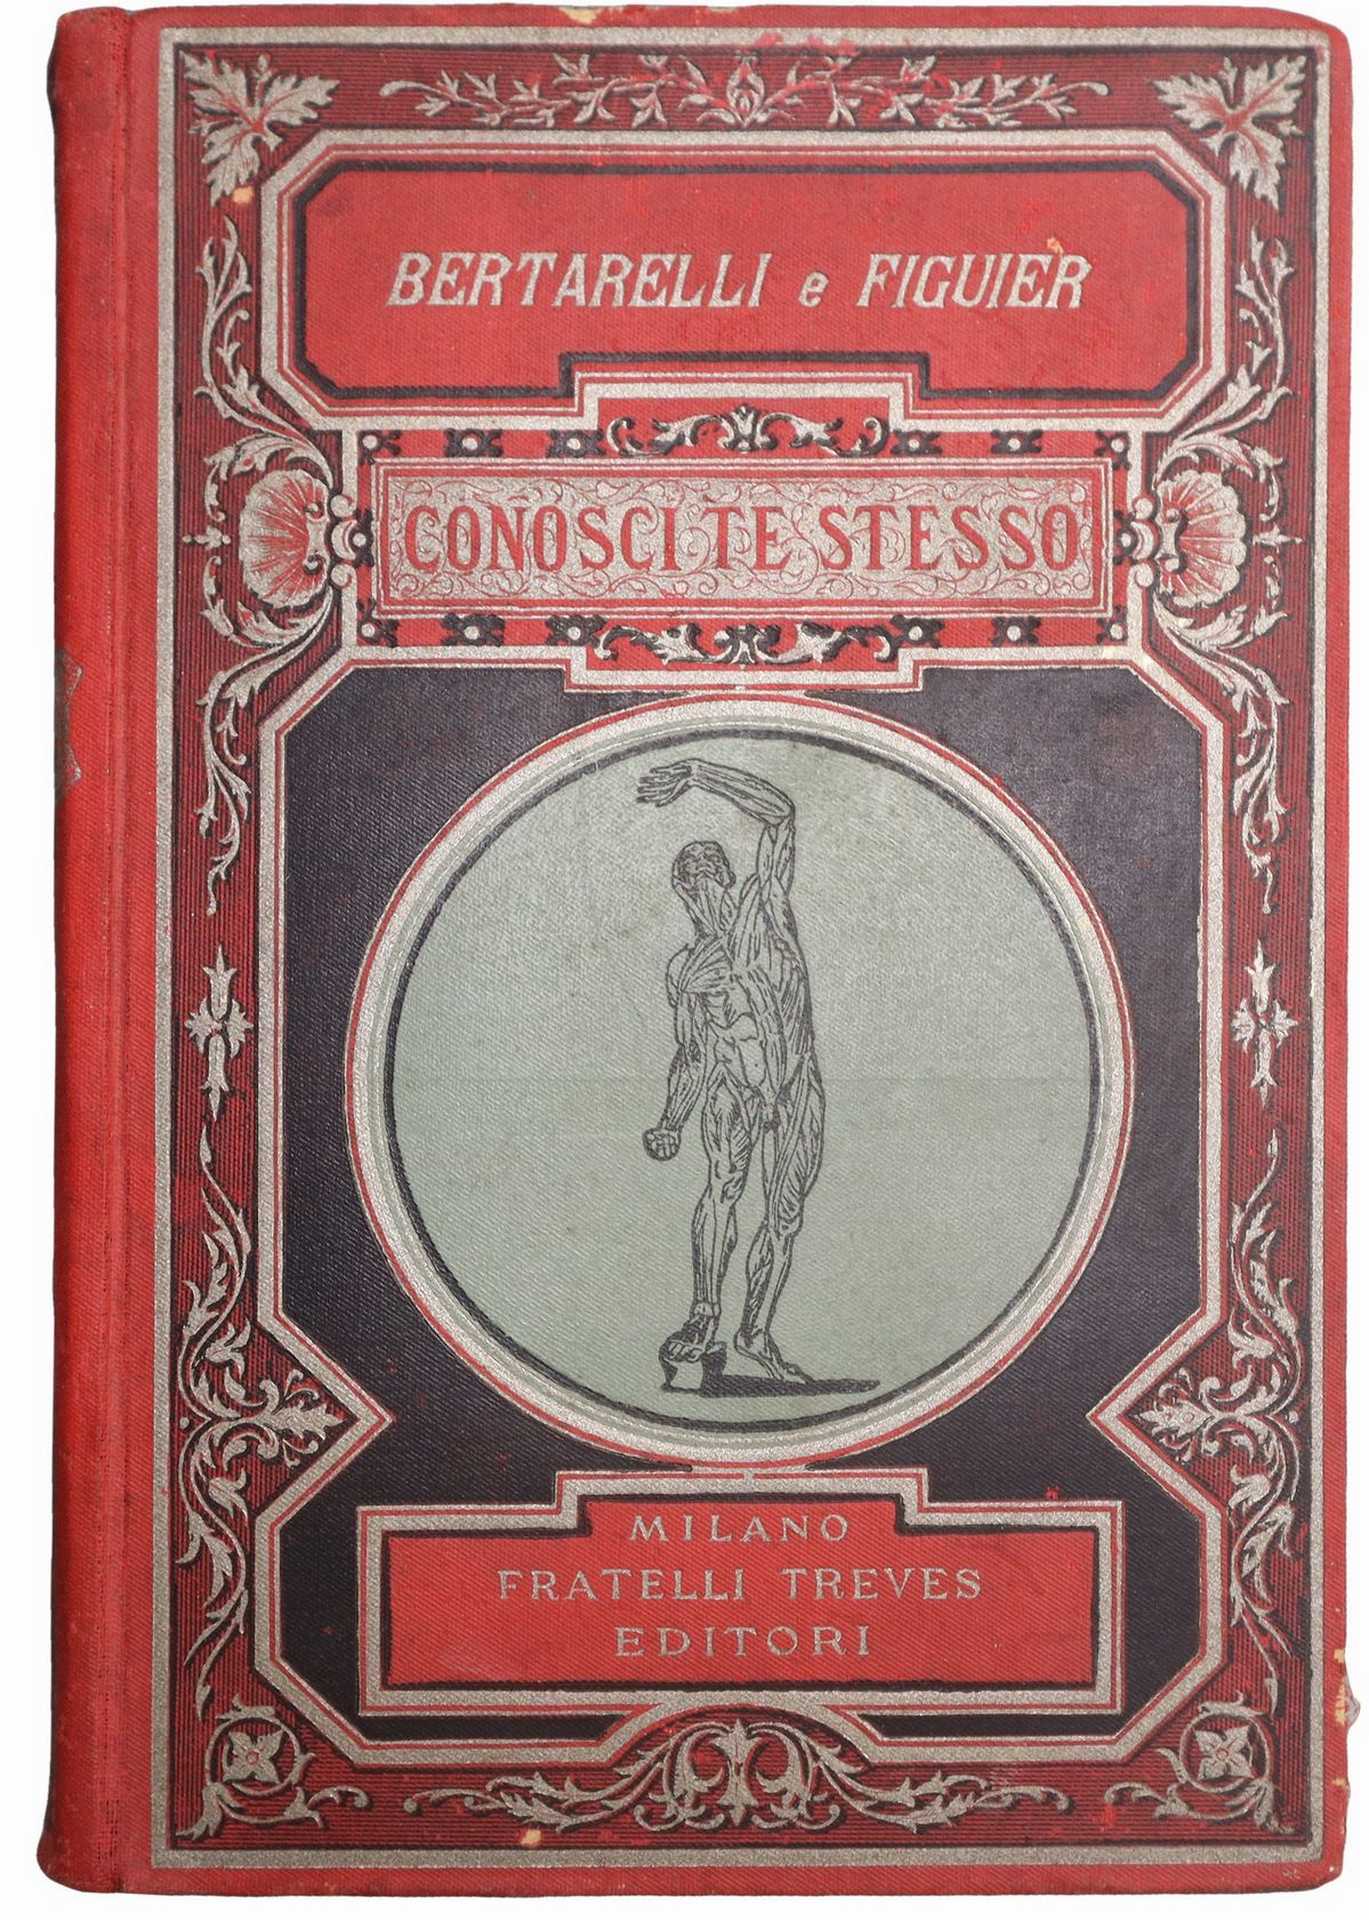 BERTARELLI e FIGUIER
CONOSCI TE STESSO
MILANO
FRATELLI TREVES
EDITORI